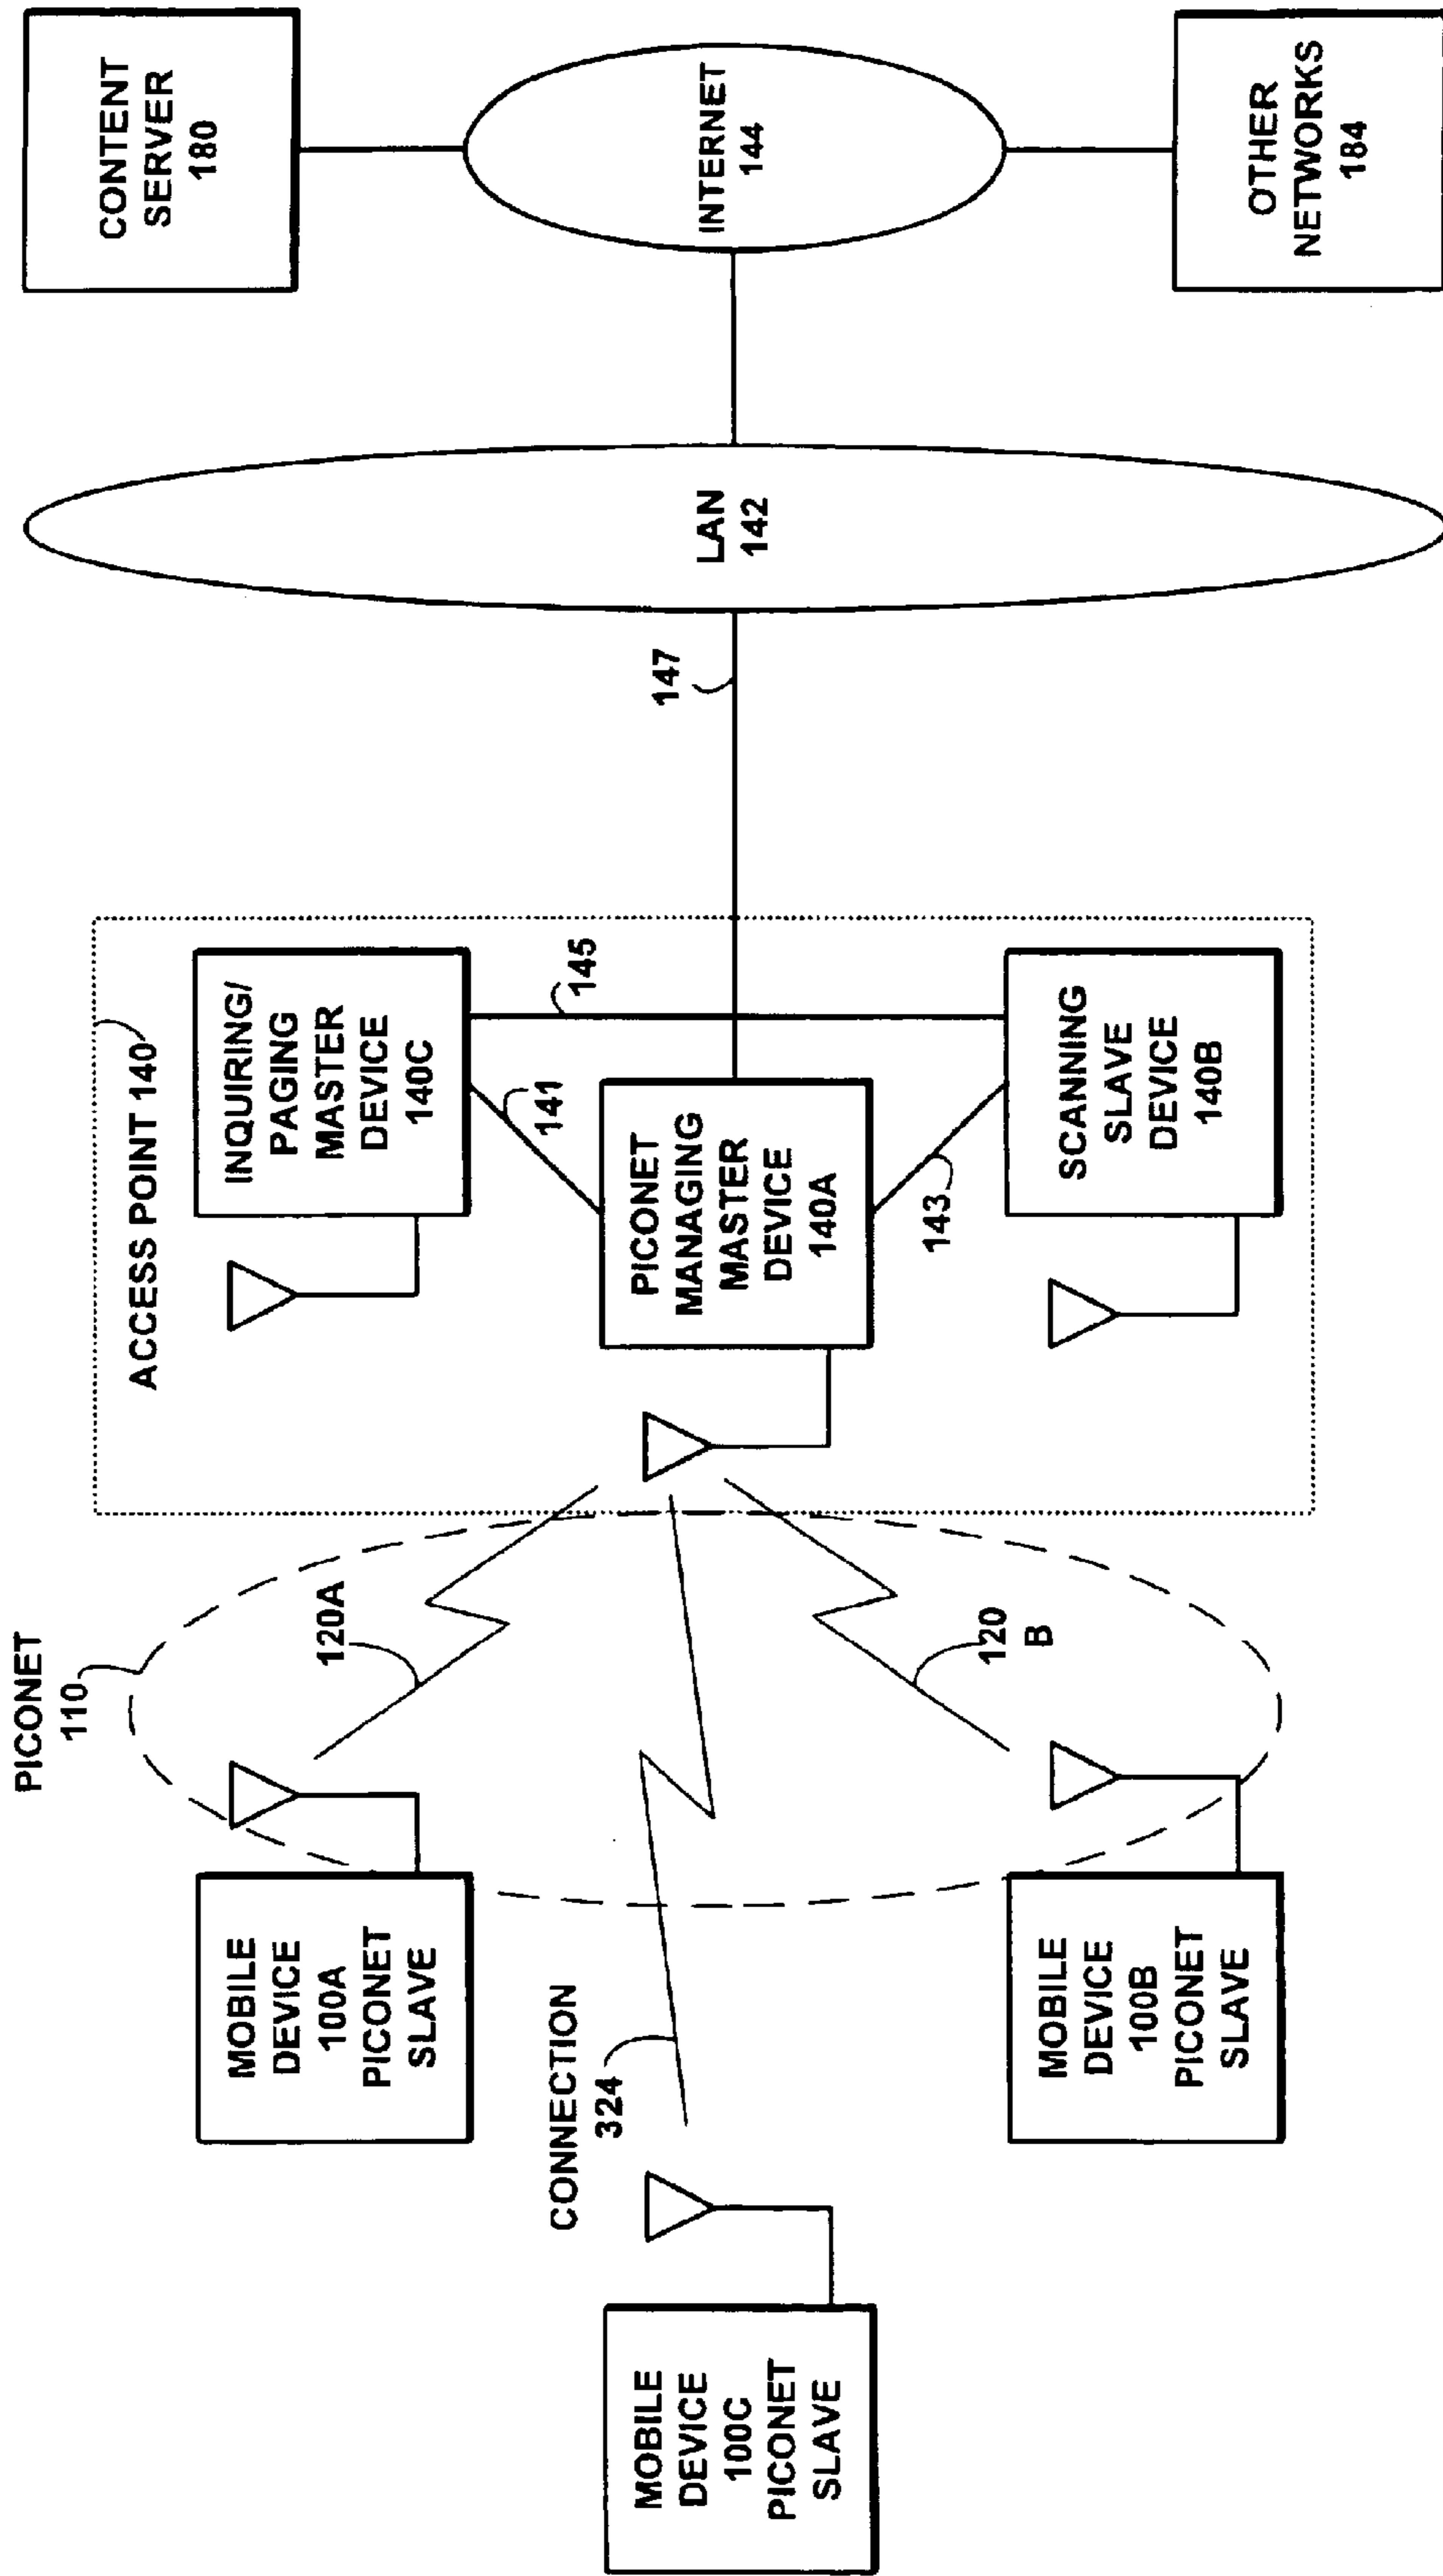 PICONET
110
MOBILE
DEVICE
100A
PICONET
SLAVE
120A
CONNECTION
324
MOBILE
DEVICE
100C
PICONET
SLAVE
MOBILE
DEVICE
100B
PICONET
SLAVE
120
B
ACCESS POINT 140
INQUIRING/
PAGING
MASTER
DEVICE
140C
141
145
PICONET
MANAGING
MASTER
DEVICE
140A
143
SCANNING
SLAVE
DEVICE
140B
147
LAN
142
CONTENT
SERVER
180
INTERNET
144
OTHER
NETWORKS
184